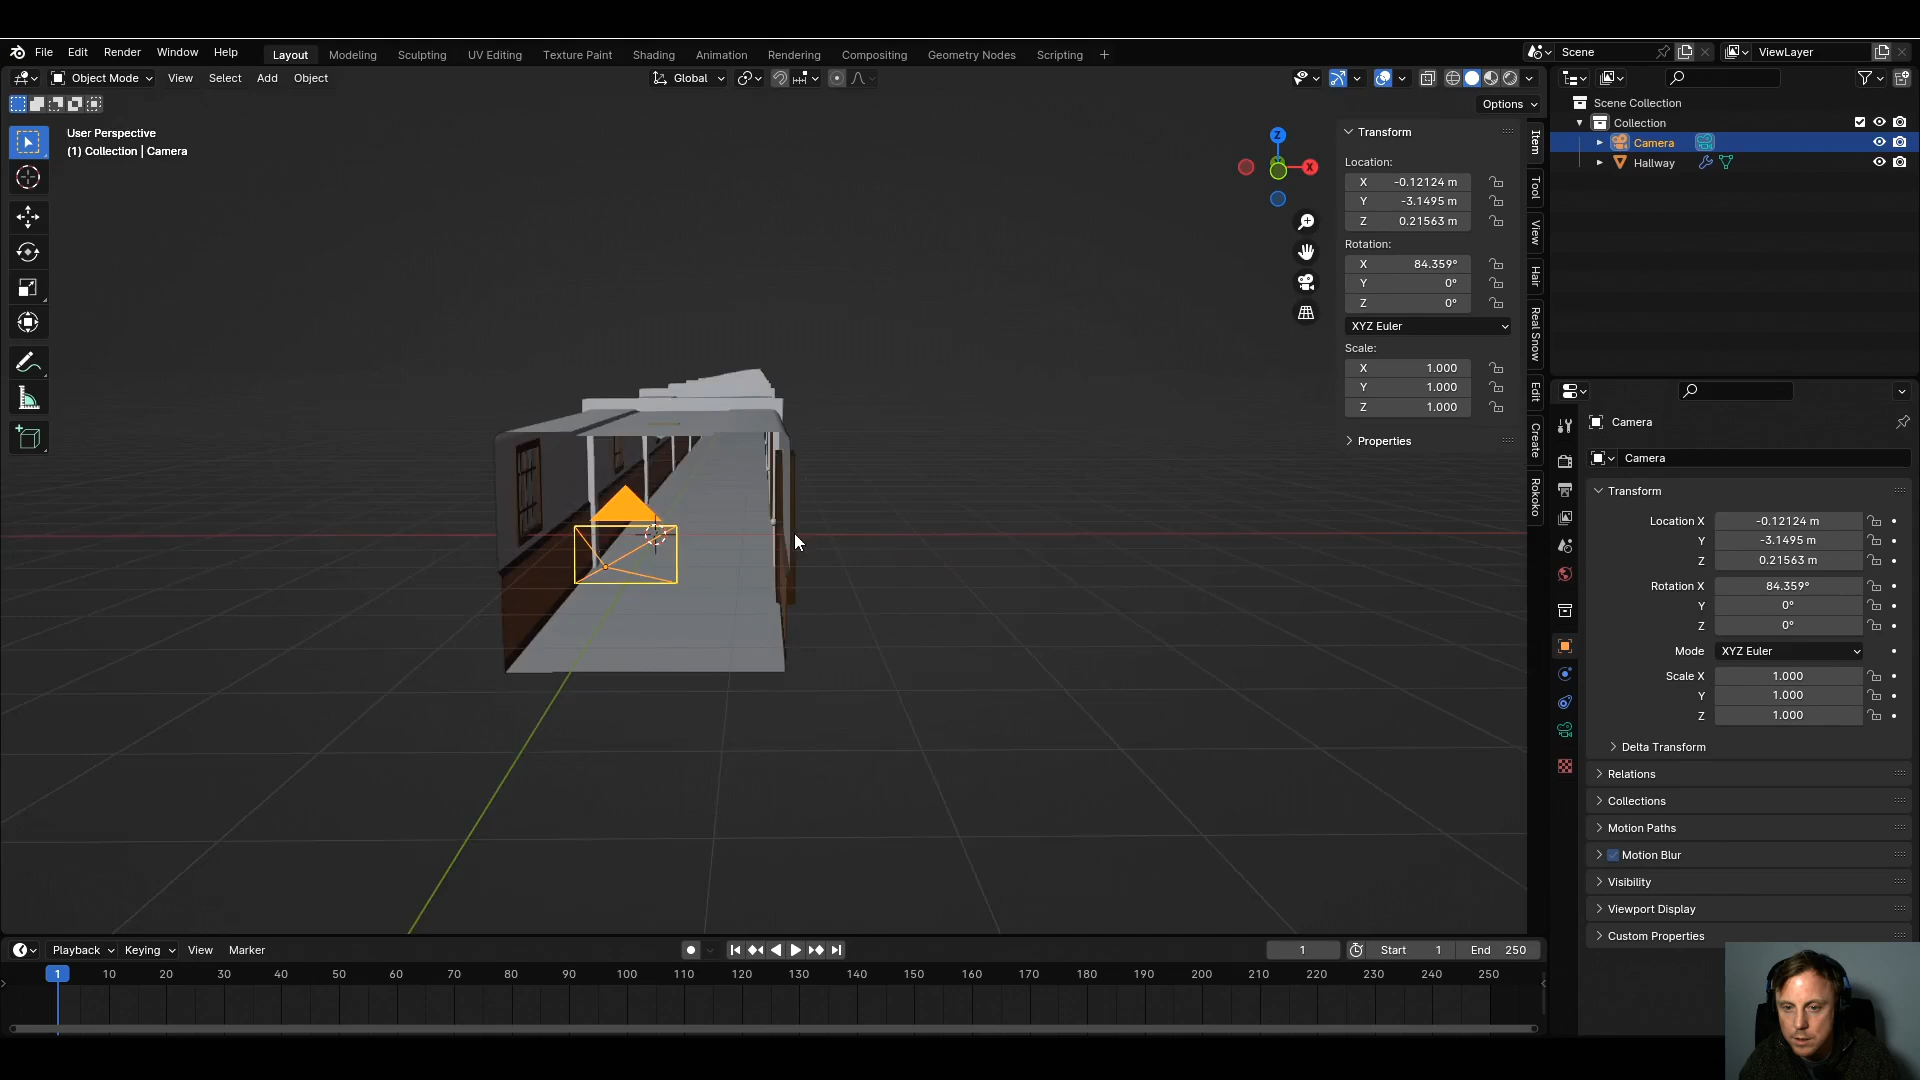 File Edit Render Window Help
Layout Modeling Sculpting UV Editing Texture Paint Shading Animation Rendering Compositing Geometry Nodes Scripting +
Scene
ViewLayer
Object Mode View Select Add Object
Global
Options
User Perspective
(1) Collection | Camera
Z
X
Transform
Location:
X -0.12124 m
Y -3.1495 m
Z 0.21563 m
Rotation:
X 84.359°
Y 0°
Z 0°
XYZ Euler
Scale:
X 1.000
Y 1.000
Z 1.000
Properties
Item
Tool
View
Hair
Real Snow
Edit
Create
Rokoko
Scene Collection
Collection
Camera
Hallway
Camera
Camera
Transform
Location X -0.12124 m
Y -3.1495 m
Z 0.21563 m
Rotation X 84.359°
Y 0°
Z 0°
Mode XYZ Euler
Scale X 1.000
Y 1.000
Z 1.000
Delta Transform
Relations
Collections
Motion Paths
Motion Blur
Visibility
Viewport Display
Custom Properties
Playback Keying View Marker
1
Start 1
End 250
1 10 20 30 40 50 60 70 80 90 100 110 120 130 140 150 160 170 180 190 200 210 220 230 240 250